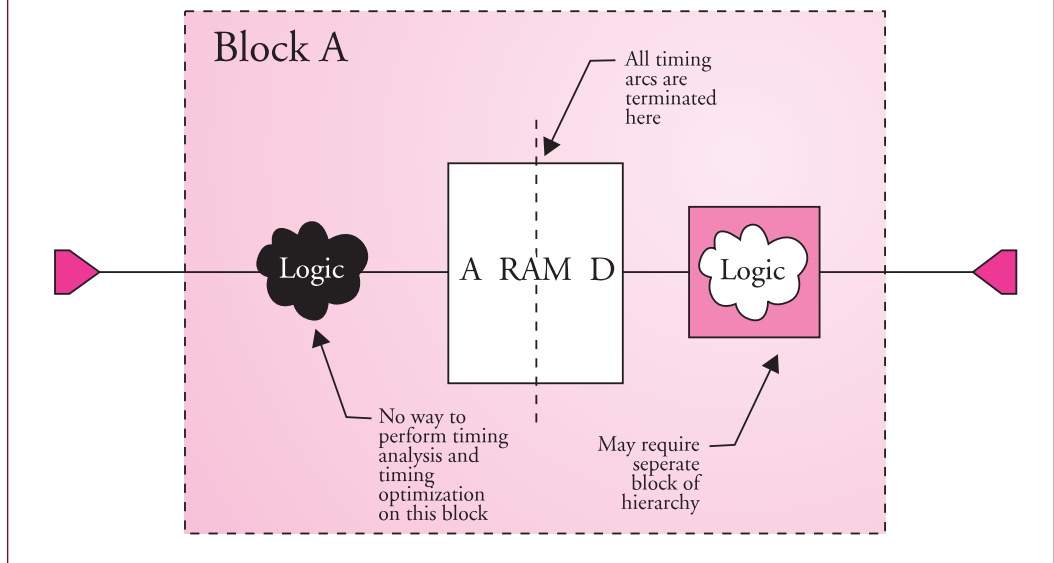 Block A
All timing
arcs are
terminated
here
Logic
A RAM D
Logic
No way to
perform timing
analysis and
timing
optimization
on this block
May require
seperate
block of
hierarchy